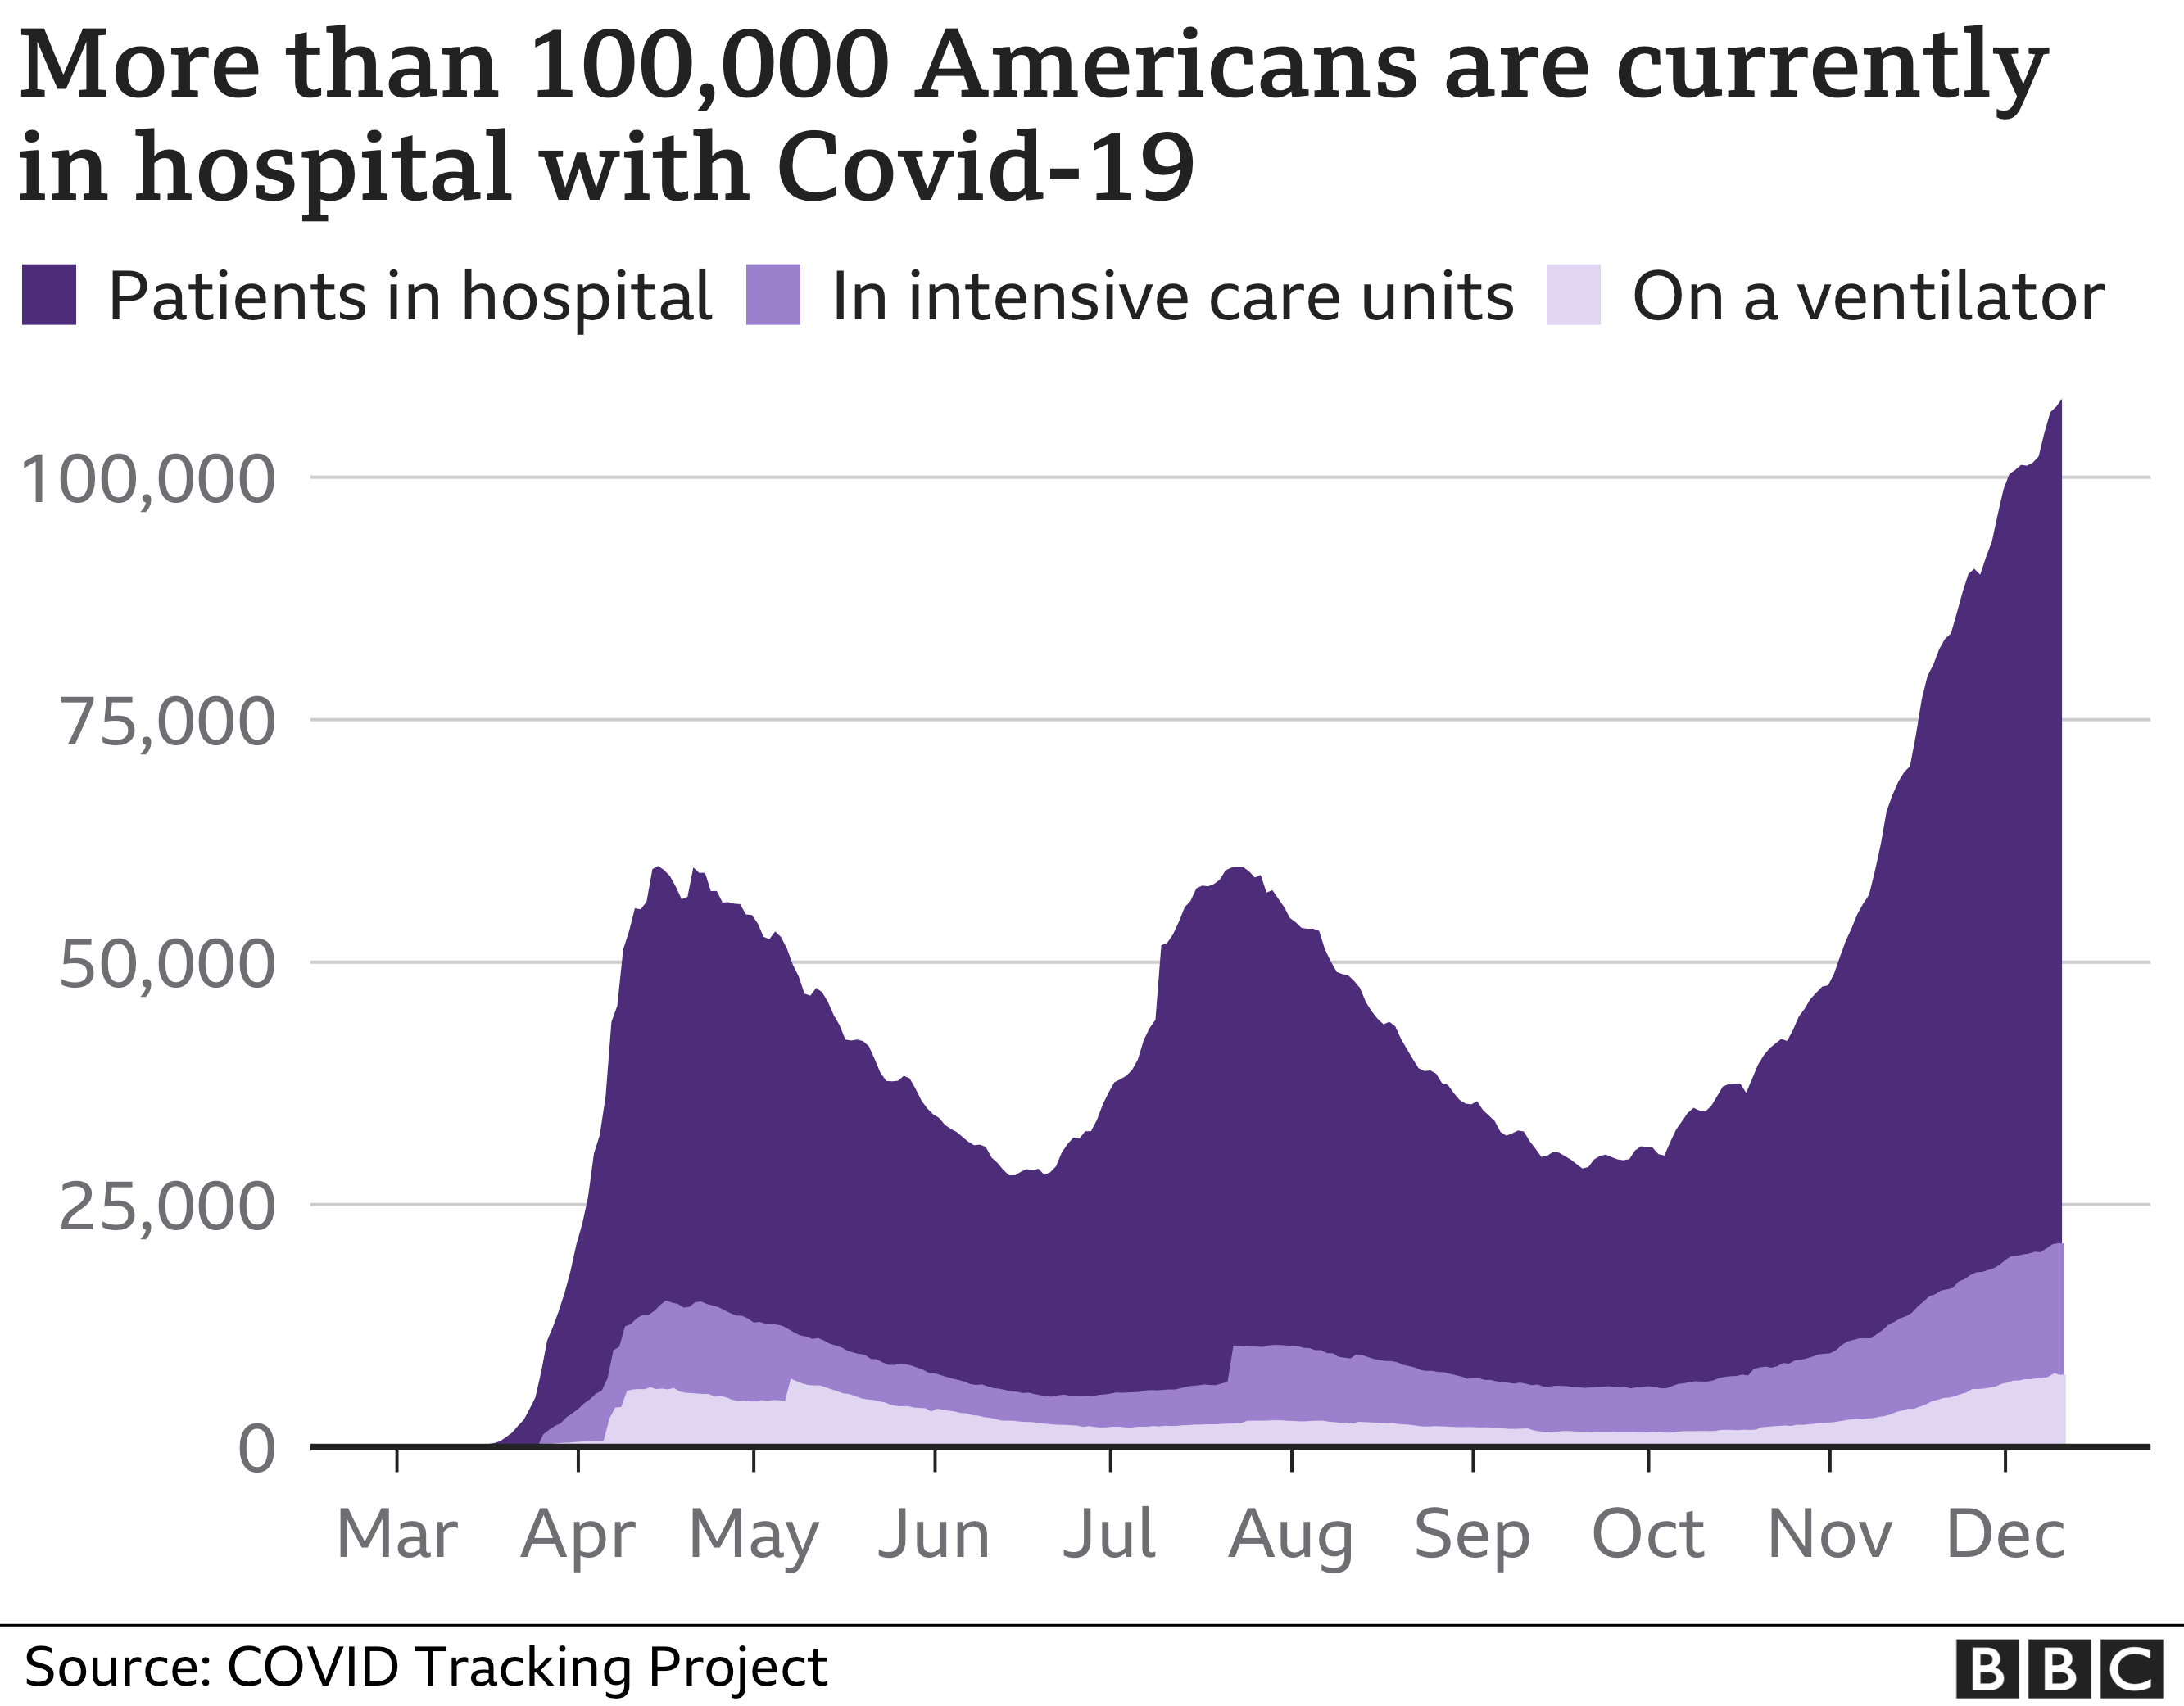 More than 100,000 Americans are currently
in hospital with Covid-19
Patients in hospital In intensive care units On a ventilator
100,000
75,000
50,000
25,000
0
Mar Apr May Jun Jul Aug Sep Oct Nov Dec
Source: COVID Tracking Project BBC